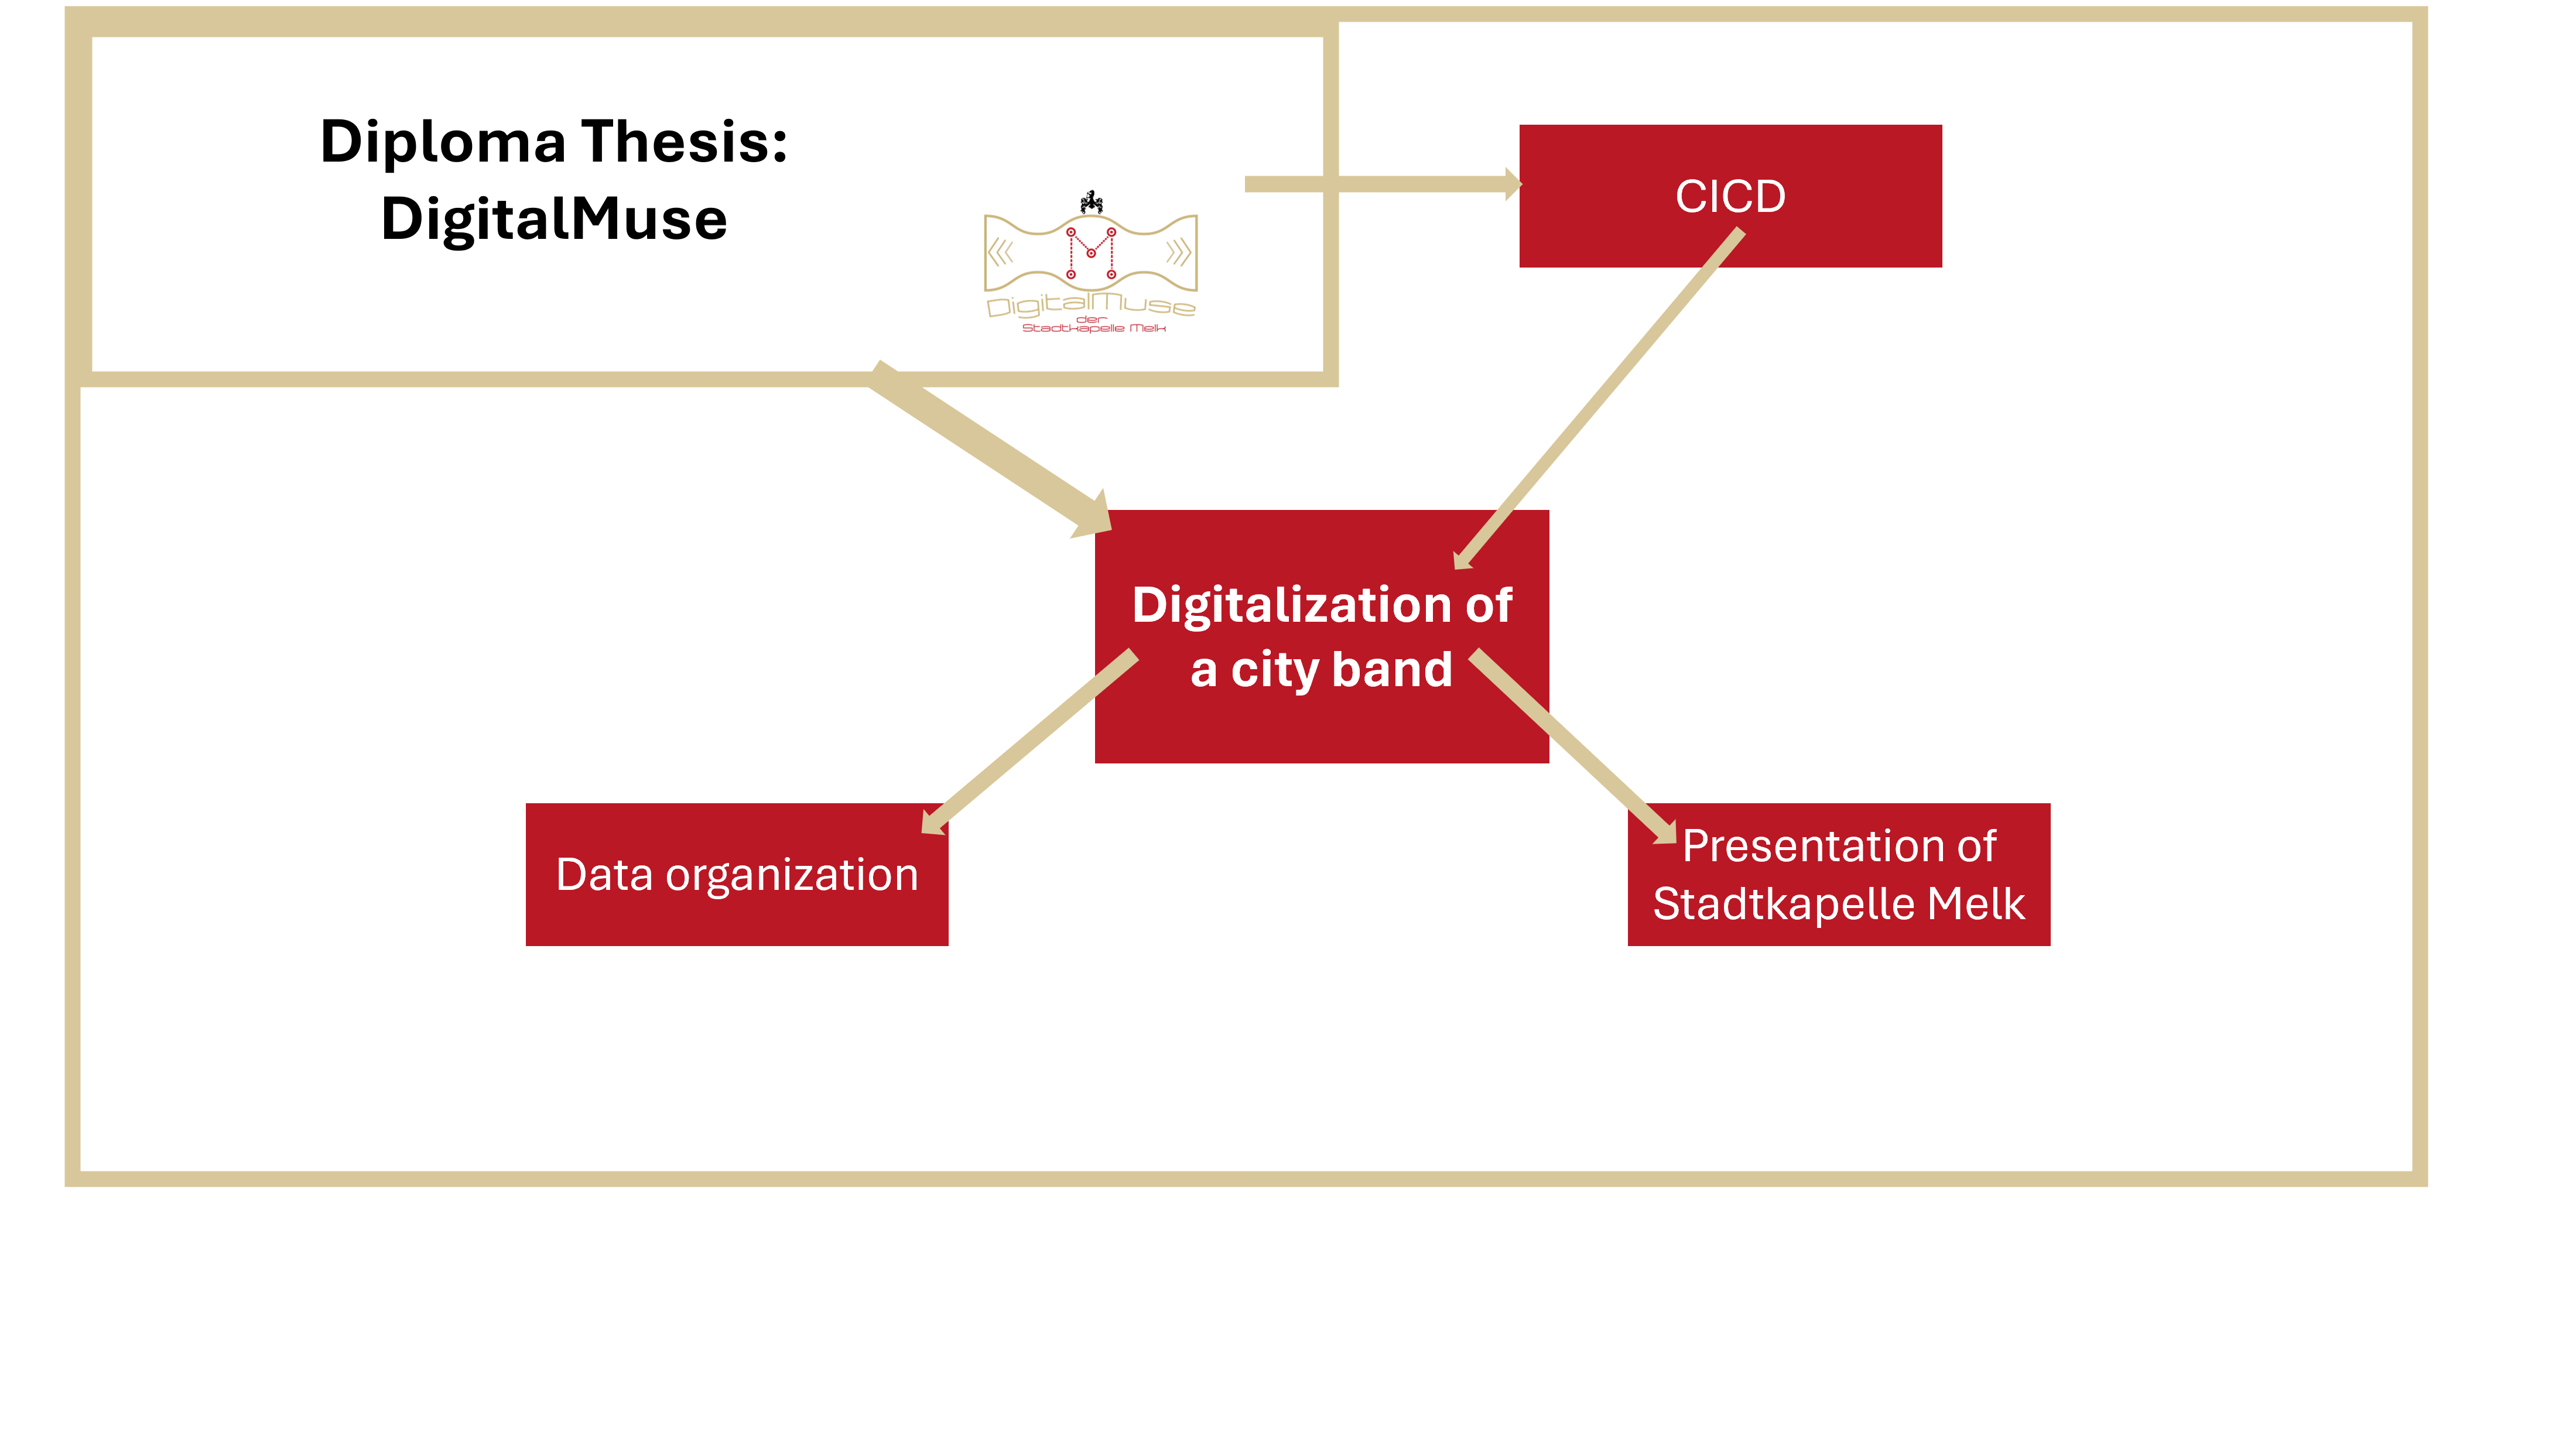 Diploma Thesis:
DigitalMuse
DigitalMuse
der
Stadtkapelle Melk
CICD
Digitalization of
a city band
Data organization
Presentation of
Stadtkapelle Melk